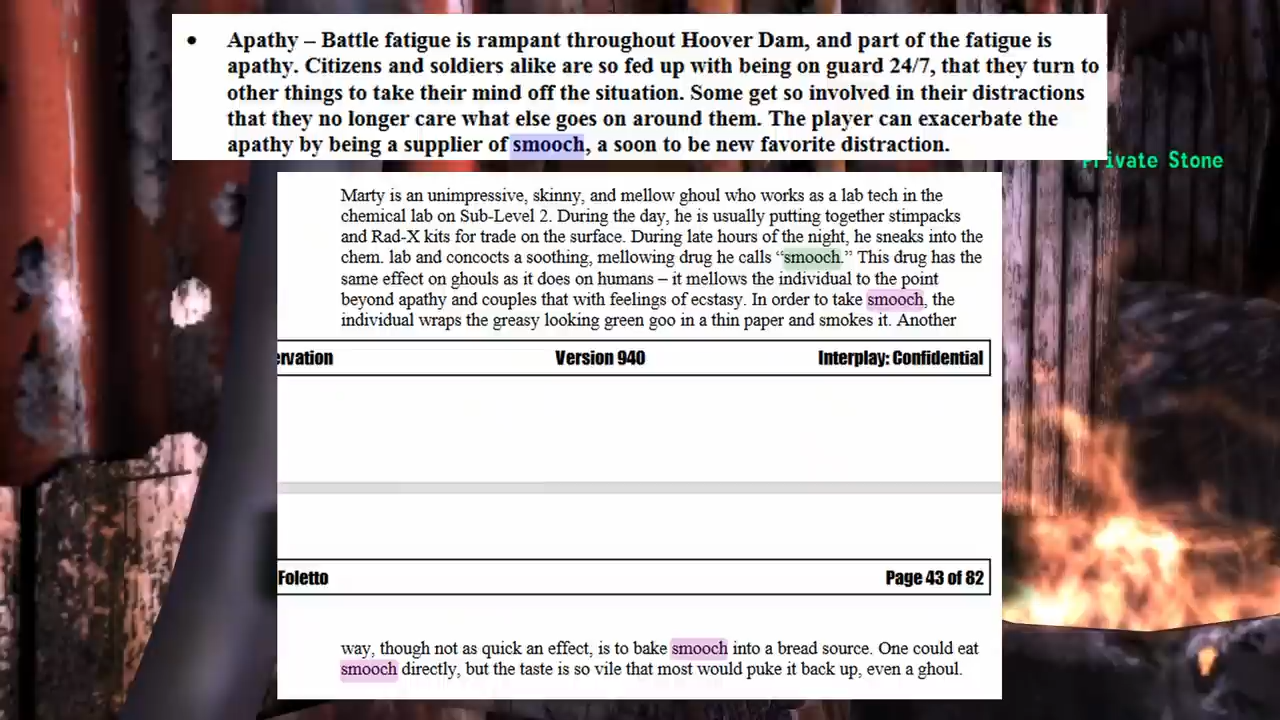 • Apathy – Battle fatigue is rampant throughout Hoover Dam, and part of the fatigue is
apathy. Citizens and soldiers alike are so fed up with being on guard 24/7, that they turn to
other things to take their mind off the situation. Some get so involved in their distractions
that they no longer care what else goes on around them. The player can exacerbate the
apathy by being a supplier of smooch, a soon to be new favorite distraction.
Private Stone
Marty is an unimpressive, skinny, and mellow ghoul who works as a lab tech in the
chemical lab on Sub-Level 2. During the day, he is usually putting together stimpacks
and Rad-X kits for trade on the surface. During late hours of the night, he sneaks into the
chem. lab and concocts a soothing, mellowing drug he calls “smooch.” This drug has the
same effect on ghouls as it does on humans – it mellows the individual to the point
beyond apathy and couples that with feelings of ecstasy. In order to take smooch, the
individual wraps the greasy looking green goo in a thin paper and smokes it. Another
ervation Version 940 Interplay: Confidential
Foletto Page 43 of 82
way, though not as quick an effect, is to bake smooch into a bread source. One could eat
smooch directly, but the taste is so vile that most would puke it back up, even a ghoul.